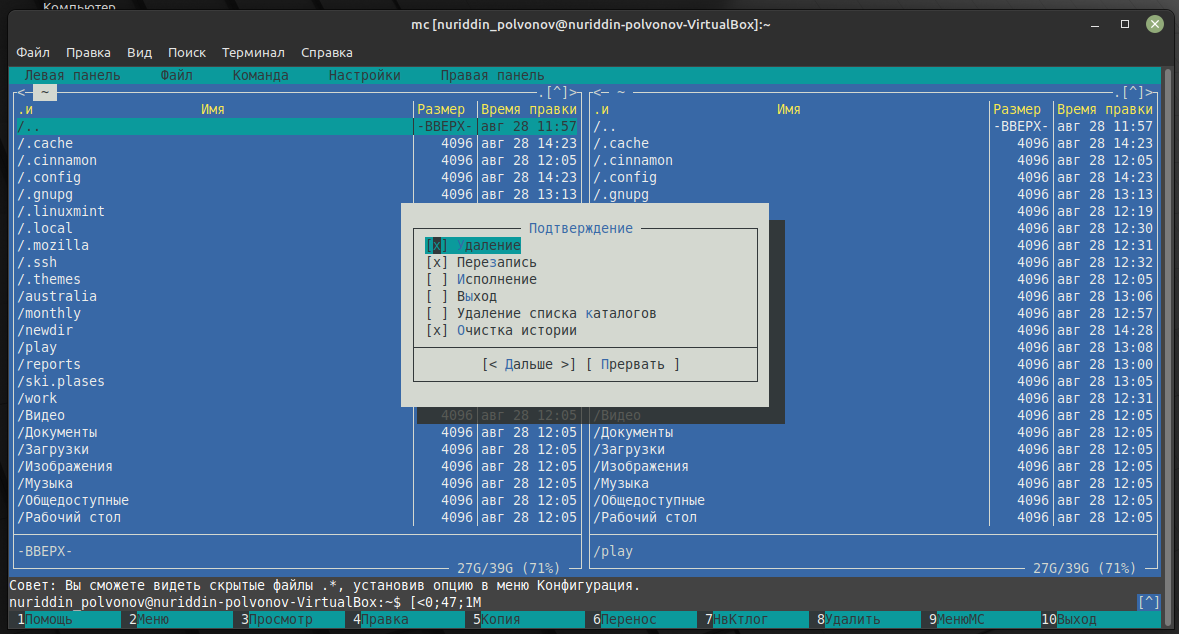 Компьютер
mc [nuriddin_polvonov@nuriddin-polvonov-VirtualBox]:~
Файл Правка Вид Поиск Терминал Справка
Левая панель Файл Команда Настройки Правая панель
<─ ~ ─.[^]> <─ ~ ─.[^]>
.и Имя Размер Время правки .и Имя Размер Время правки
/.. -ВВЕРХ- авг 28 11:57 /.. -ВВЕРХ- авг 28 11:57
/.cache 4096 авг 28 14:23 /.cache 4096 авг 28 14:23
/.cinnamon 4096 авг 28 12:05 /.cinnamon 4096 авг 28 12:05
/.config 4096 авг 28 14:23 /.config 4096 авг 28 14:23
/.gnupg 4096 авг 28 13:13 /.gnupg 4096 авг 28 13:13
/.linuxmint 4096 авг 28 12:19
/.local Подтверждение 4096 авг 28 12:30
/.mozilla [x] Удаление 4096 авг 28 12:31
/.ssh [x] Перезапись 4096 авг 28 12:32
/.themes [ ] Исполнение 4096 авг 28 12:05
/australia [ ] Выход 4096 авг 28 13:06
/monthly [ ] Удаление списка каталогов 4096 авг 28 12:57
/newdir [x] Очистка истории 4096 авг 28 14:28
/play 4096 авг 28 13:08
/reports [< Дальше >] [ Прервать ] 4096 авг 28 13:00
/ski.plases 4096 авг 28 13:05
/work 4096 авг 28 12:31
/Видео 4096 авг 28 12:05 /Видео 4096 авг 28 12:05
/Документы 4096 авг 28 12:05 /Документы 4096 авг 28 12:05
/Загрузки 4096 авг 28 12:05 /Загрузки 4096 авг 28 12:05
/Изображения 4096 авг 28 12:05 /Изображения 4096 авг 28 12:05
/Музыка 4096 авг 28 12:05 /Музыка 4096 авг 28 12:05
/Общедоступные 4096 авг 28 12:05 /Общедоступные 4096 авг 28 12:05
/Рабочий стол 4096 авг 28 12:05 /Рабочий стол 4096 авг 28 12:05
-ВВЕРХ- /play
27G/39G (71%) 27G/39G (71%)
Совет: Вы сможете видеть скрытые файлы .*, установив опцию в меню Конфигурация.
nuriddin_polvonov@nuriddin-polvonov-VirtualBox:~$ [<0;47;1M [^]
1Помощь 2Меню 3Просмотр 4Правка 5Копия 6Перенос 7НвКтлог 8Удалить 9МенюМС 10Выход